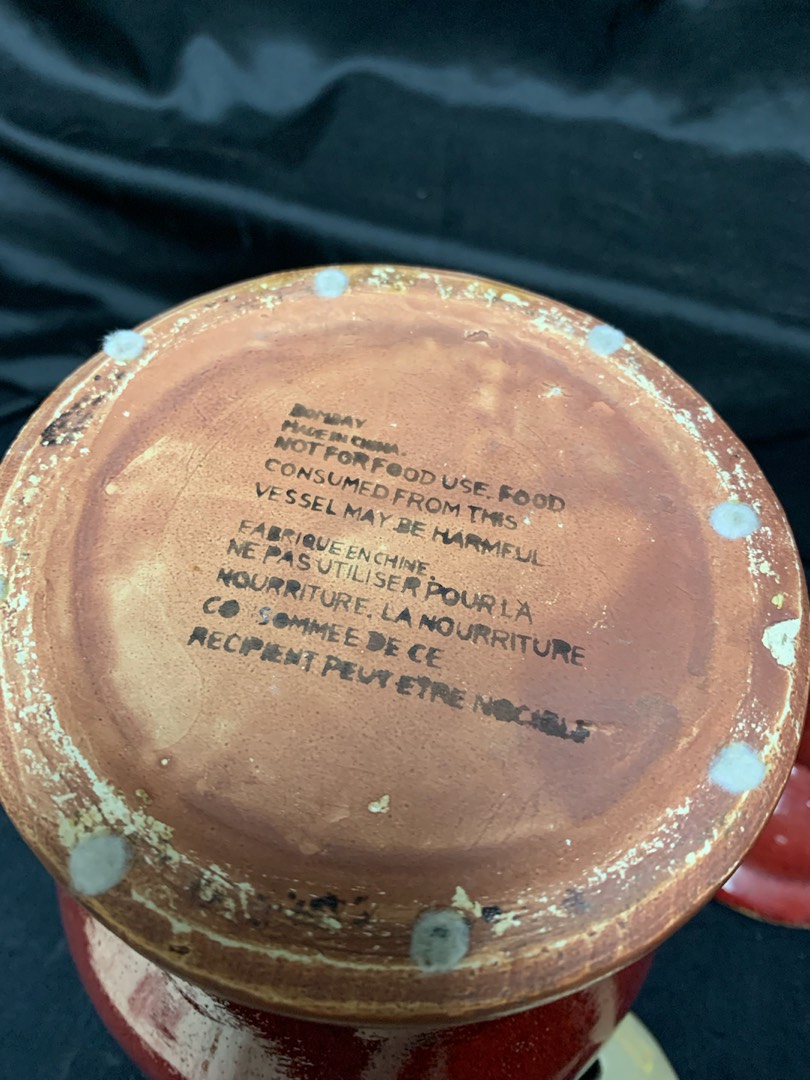 BOMBAY
MADE IN CHINA.
NOT FOR FOOD USE. FOOD
CONSUMED FROM THIS
VESSEL MAY BE HARMFUL
FABRIQUE EN CHINE.
NE PAS UTILISER POUR LA
NOURRITURE. LA NOURRITURE
CO SOMMEE DE CE
RECIPIENT PEUT ETRE NOCIBLE